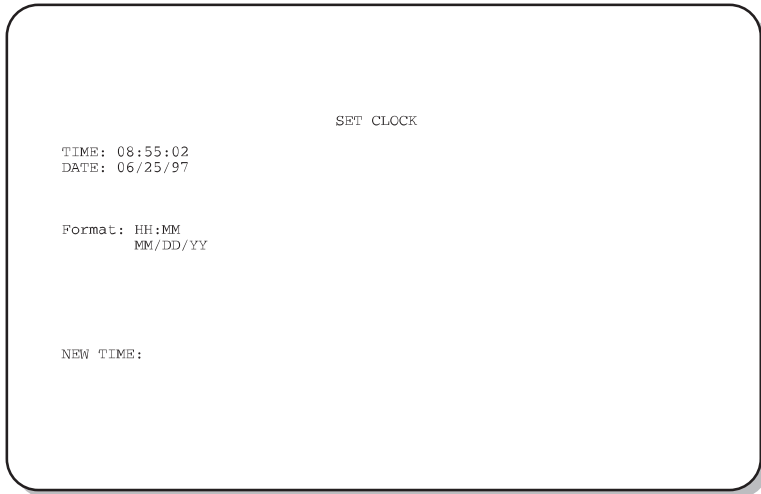 SET CLOCK
TIME: 08:55:02
DATE: 06/25/97
Format: HH:MM
MM/DD/YY
NEW TIME: